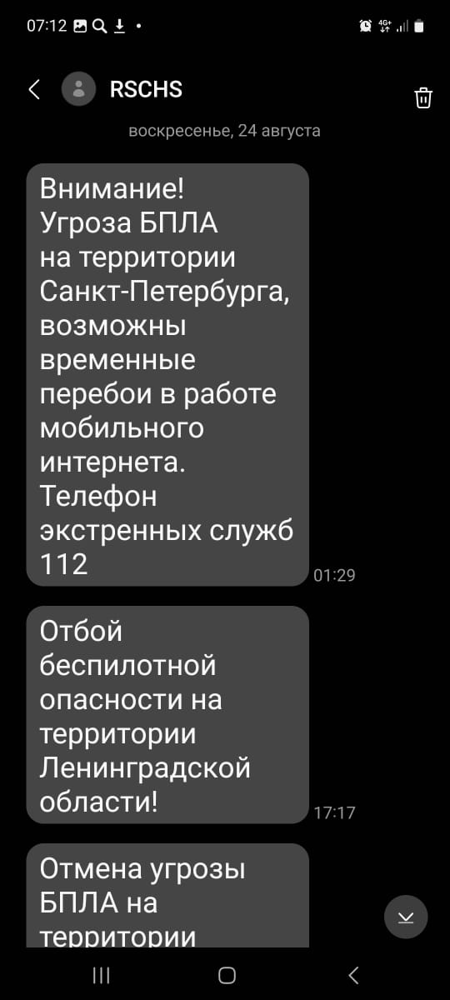 07:12
4G+
RSCHS
воскресенье, 24 августа
Внимание!
Угроза БПЛА
на территории
Санкт-Петербурга,
возможны
временные
перебои в работе
мобильного
интернета.
Телефон
экстренных служб
112
01:29
Отбой
беспилотной
опасности на
территории
Ленинградской
области!
17:17
Отмена угрозы
БПЛА на
территории